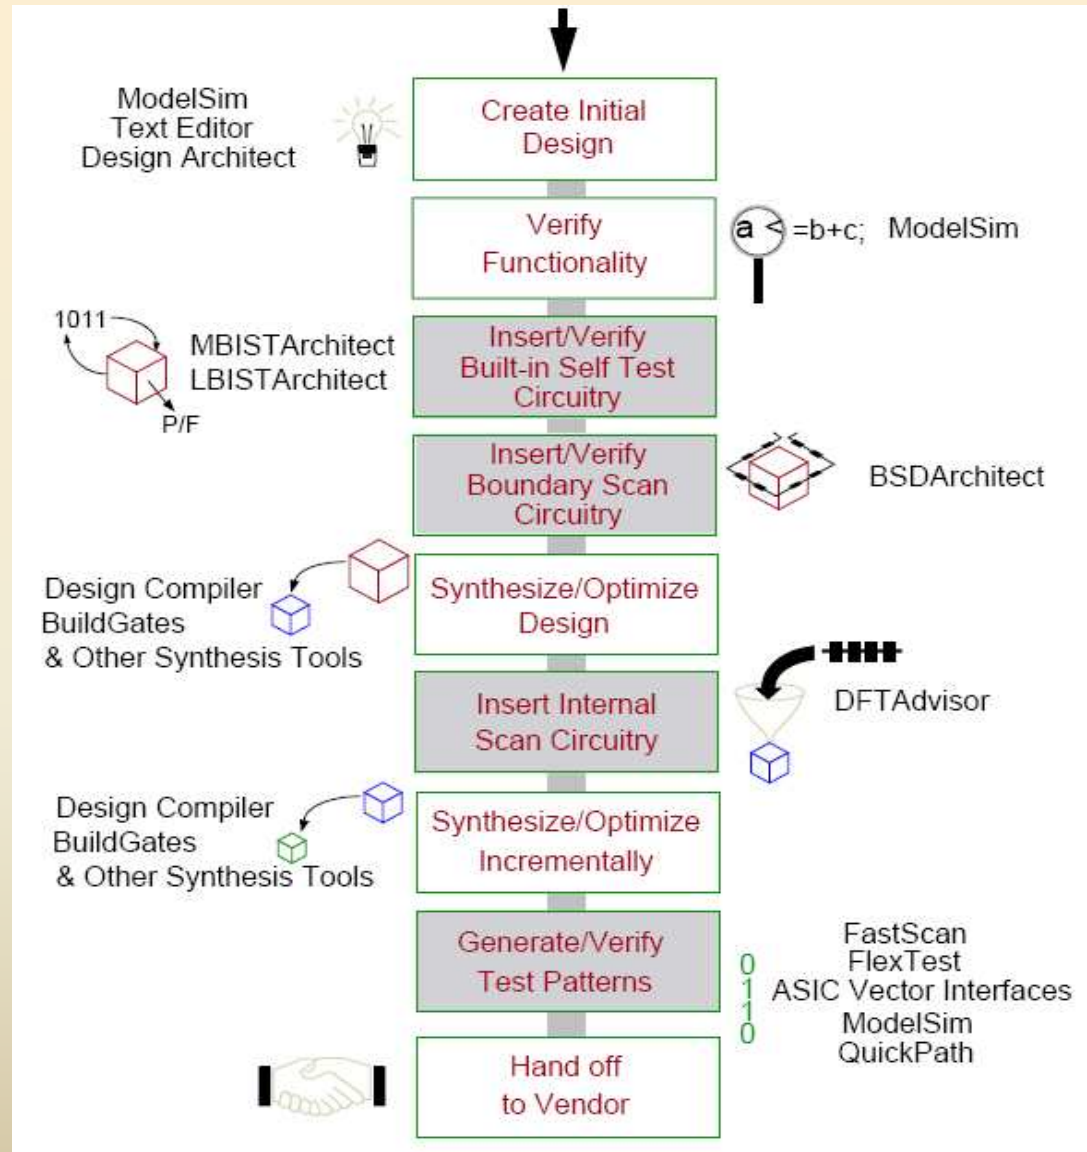 Create Initial
Design
ModelSim
Text Editor
Design Architect
Verify
Functionality
a < =b+c;
ModelSim
Insert/Verify
Built-in Self Test
Circuitry
1011
P/F
MBISTArchitect
LBISTArchitect
Insert/Verify
Boundary Scan
Circuitry
BSDArchitect
Synthesize/Optimize
Design
Design Compiler
BuildGates
& Other Synthesis Tools
Insert Internal
Scan Circuitry
DFTAdvisor
Synthesize/Optimize
Incrementally
Design Compiler
BuildGates
& Other Synthesis Tools
Generate/Verify
Test Patterns
0
1
1
0
FastScan
FlexTest
ASIC Vector Interfaces
ModelSim
QuickPath
Hand off
to Vendor